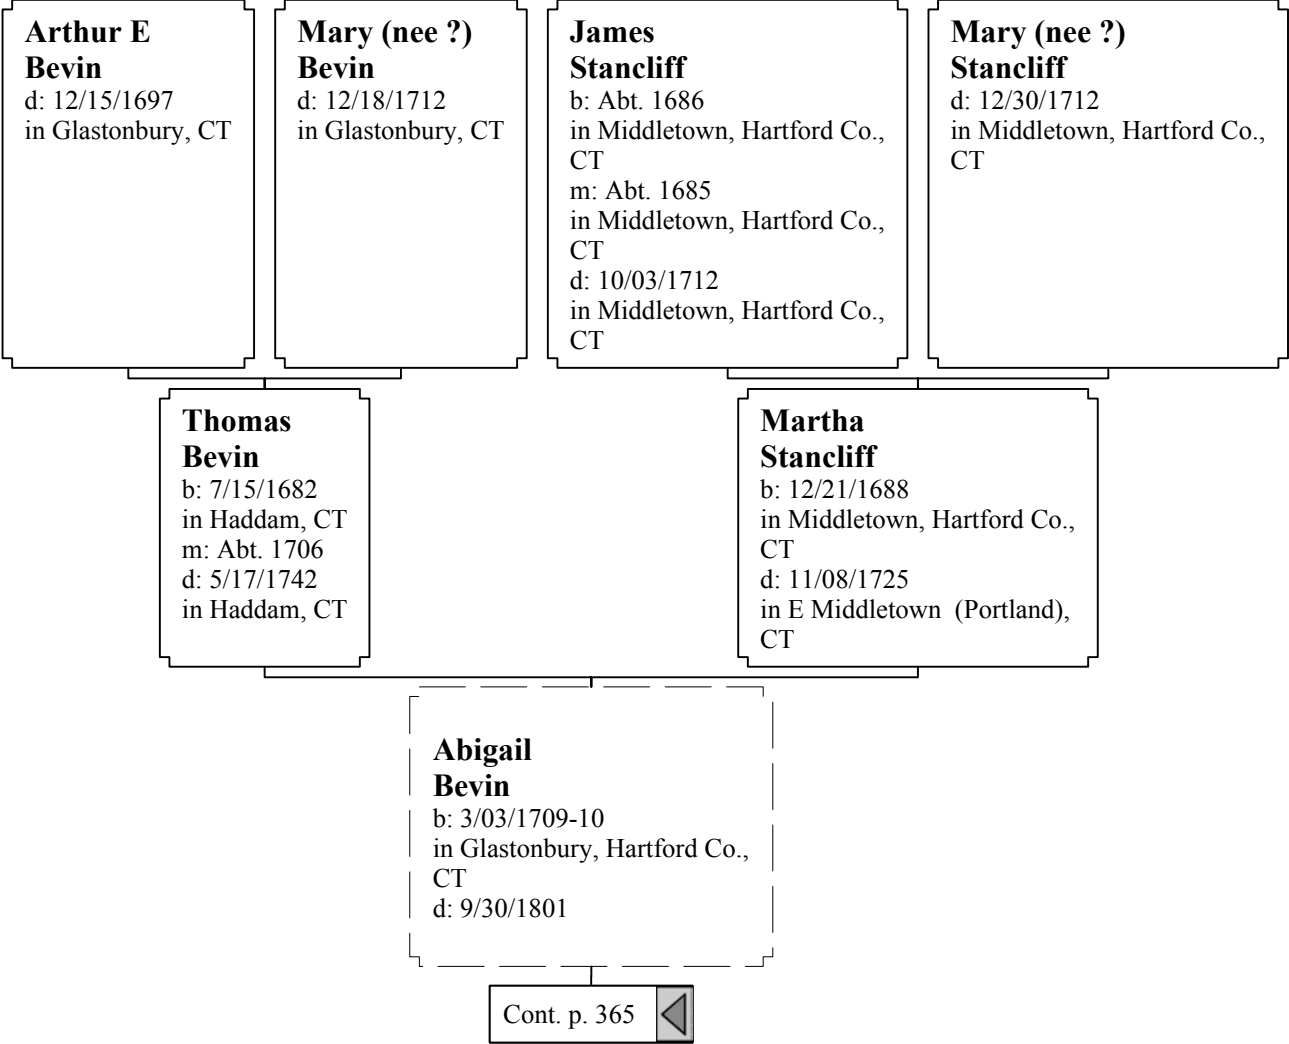 Arthur E
Bevin
d: 12/15/1697
in Glastonbury, CT
Mary (nee ?)
Bevin
d: 12/18/1712
in Glastonbury, CT
James
Stancliff
b: Abt. 1686
in Middletown, Hartford Co.,
CT
m: Abt. 1685
in Middletown, Hartford Co.,
CT
d: 10/03/1712
in Middletown, Hartford Co.,
CT
Mary (nee ?)
Stancliff
d: 12/30/1712
in Middletown, Hartford Co.,
CT
Thomas
Bevin
b: 7/15/1682
in Haddam, CT
m: Abt. 1706
d: 5/17/1742
in Haddam, CT
Martha
Stancliff
b: 12/21/1688
in Middletown, Hartford Co.,
CT
d: 11/08/1725
in E Middletown  (Portland),
CT
Abigail
Bevin
b: 3/03/1709-10
in Glastonbury, Hartford Co.,
CT
d: 9/30/1801
Cont. p. 365